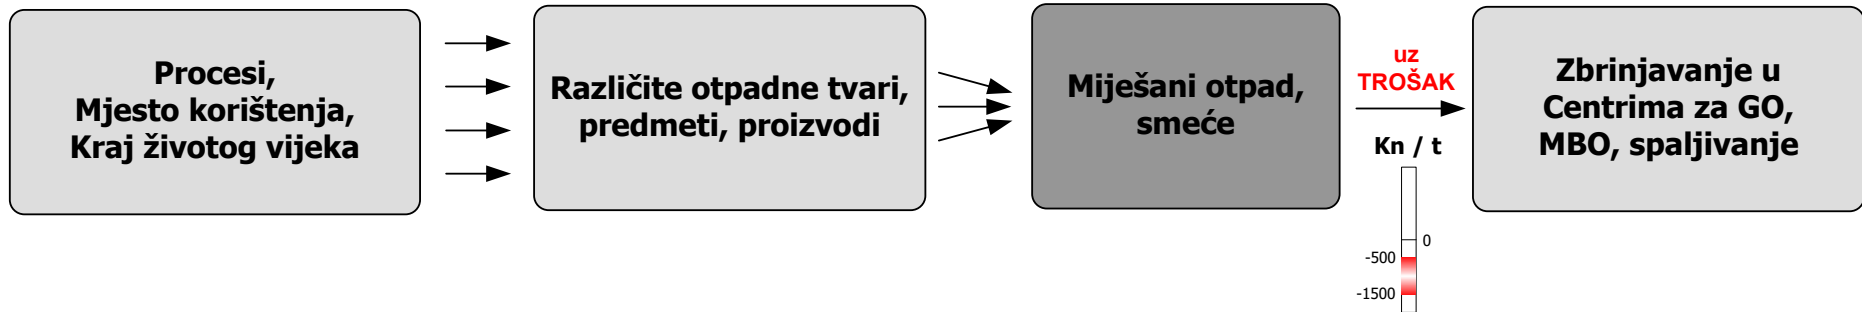 Procesi,
Mjesto korištenja,
Kraj životog vijeka
Različite otpadne tvari,
predmeti, proizvodi
Miješani otpad,
smeće
uz
TROŠAK
Kn / t
0
-500
-1500
Zbrinjavanje u
Centrima za GO,
MBO, spaljivanje